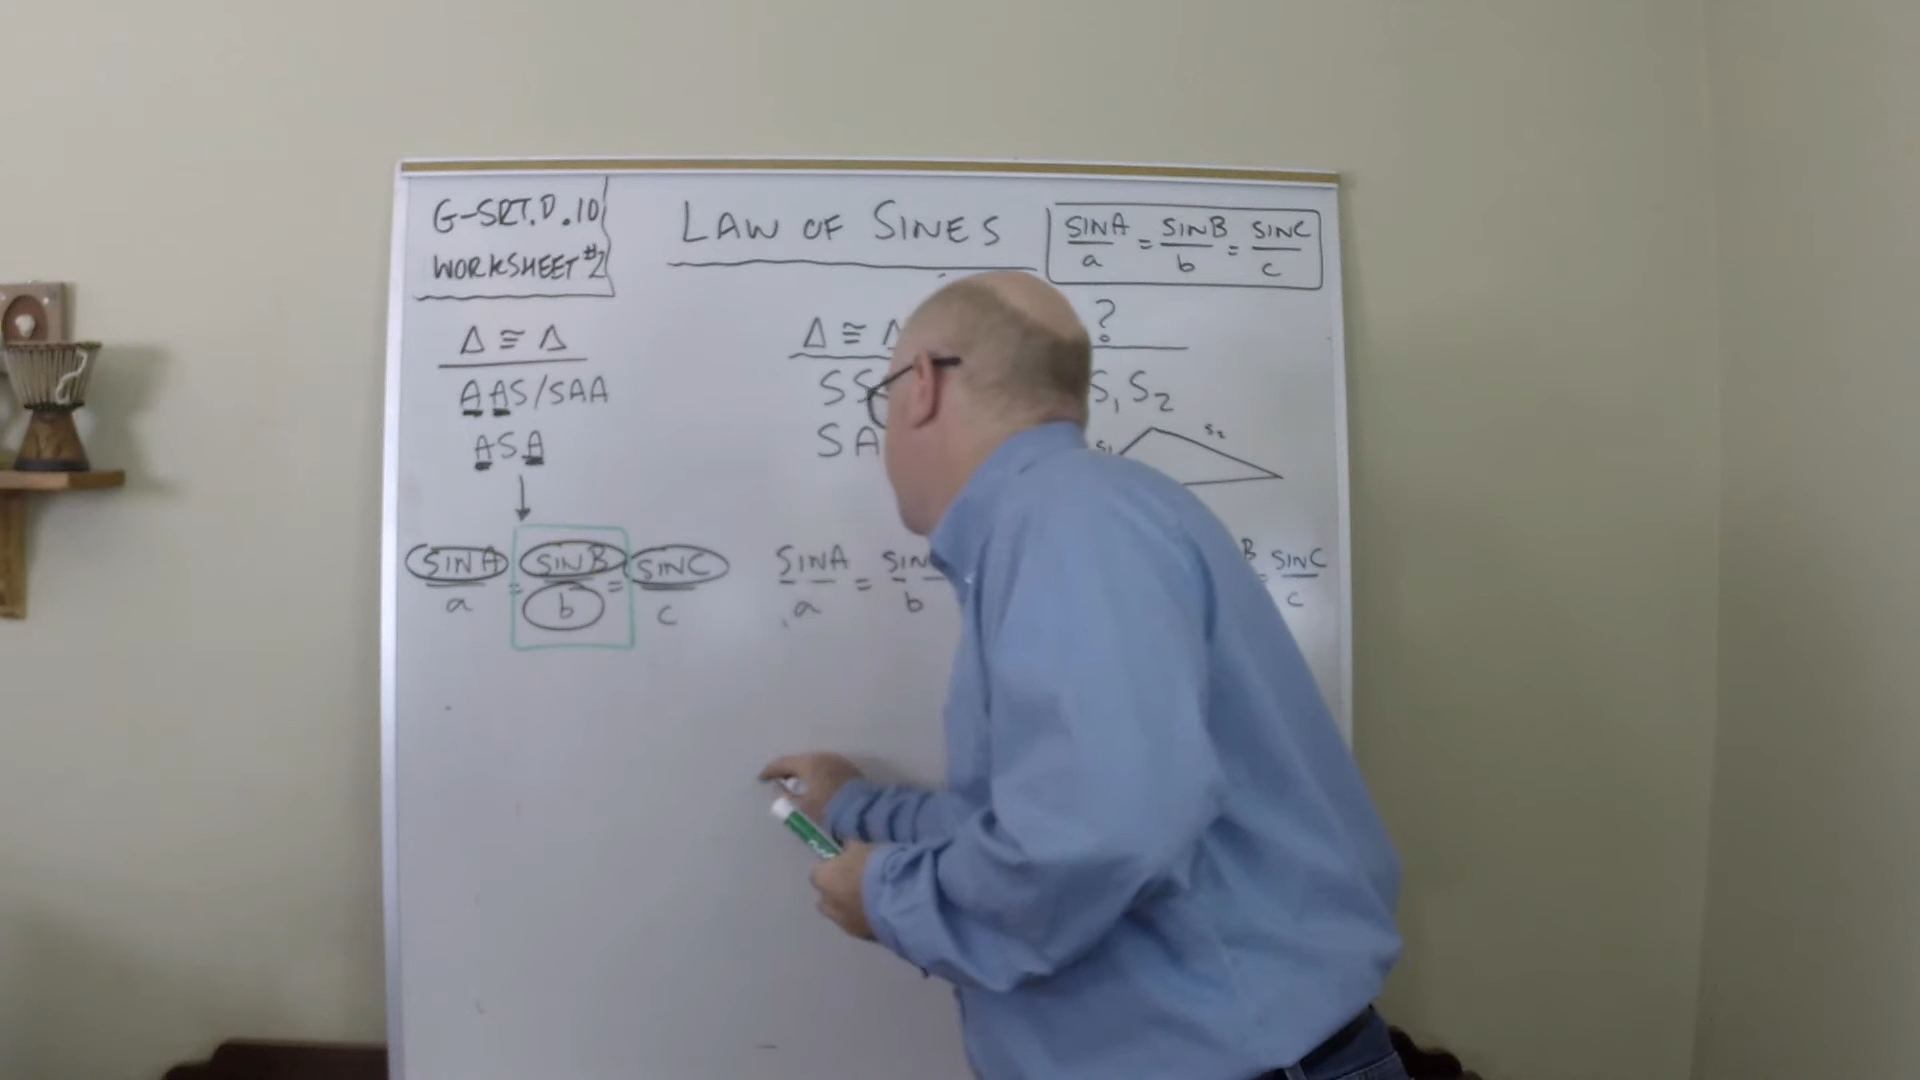 G-SRT.D.10
WORKSHEET #2
LAW OF SINES
SINA/a = SINB/b = SINC/c
Δ ≅ Δ
AAS/SAA
ASA
↓
SINA/a = SINB/b = SINC/c
Δ ≅
SS
SA
SINA/a = b
?
S₁ S₂
S₁
S₂
B = SINC/c